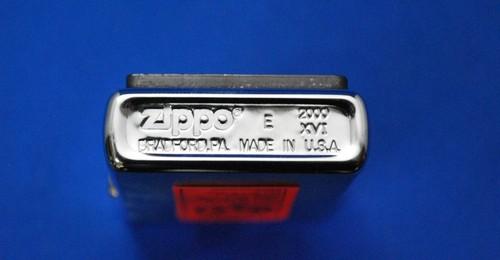 Zippo® E 2000
XVI
BRADFORD.PA. MADE IN U.S.A.